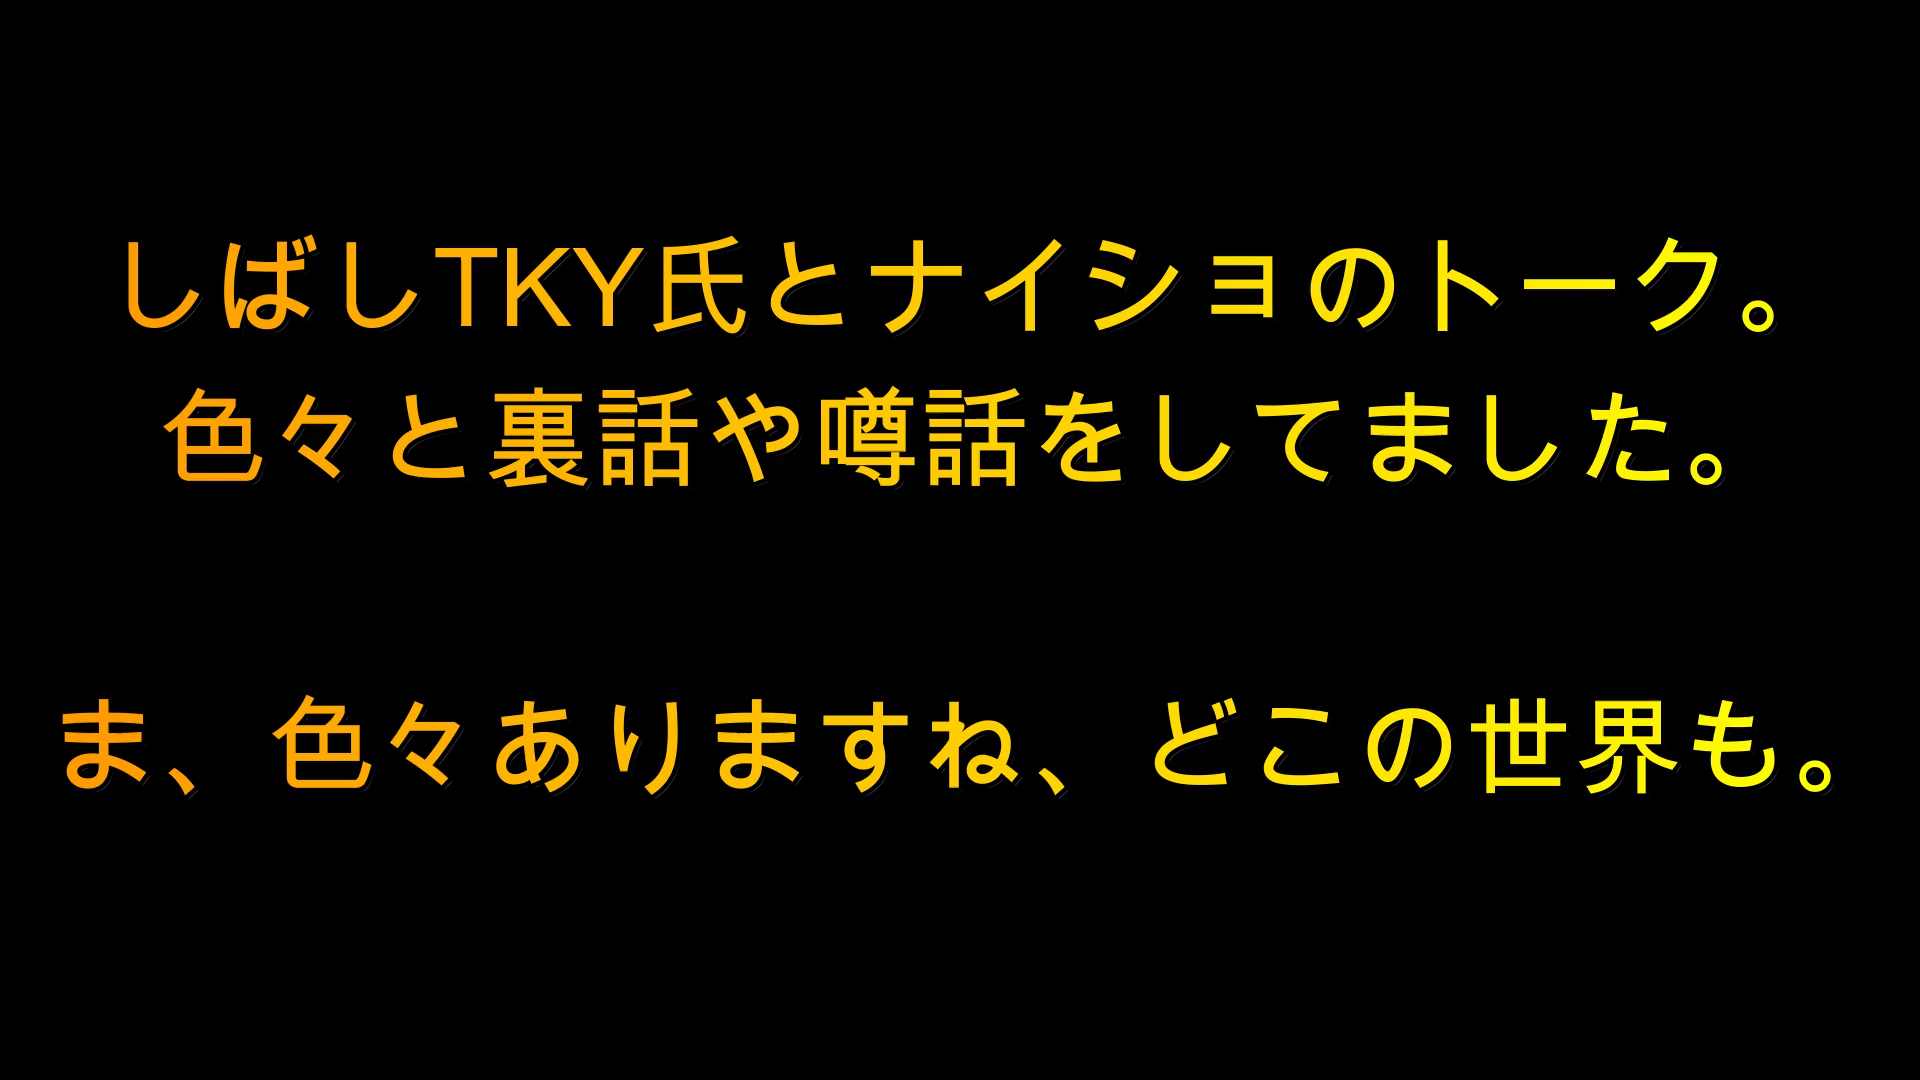 しばしTKY氏とナイショのトーク。
色々と裏話や噂話をしてました。
ま、色々ありますね、どこの世界も。